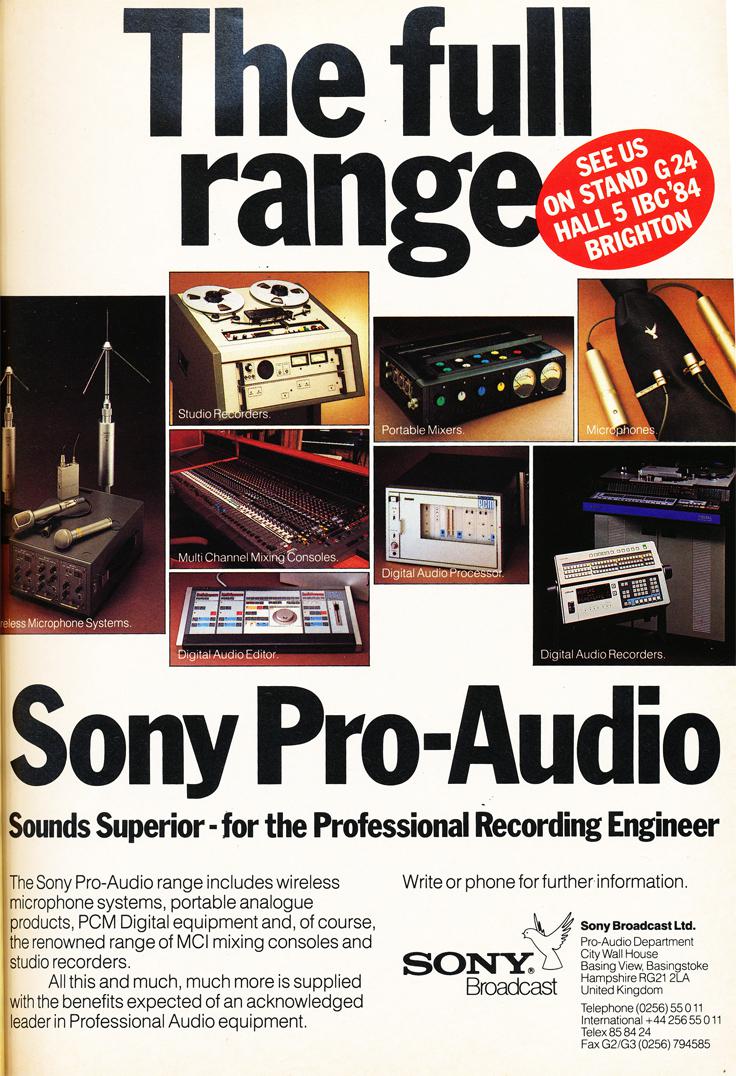 The full
range
SEE US
ON STAND G24
HALL 5 IBC '84
BRIGHTON
Studio Recorders.
Portable Mixers.
Microphones.
Multi Channel Mixing Consoles.
Digital Audio Processor.
reless Microphone Systems.
Digital Audio Editor.
Digital Audio Recorders.
Sony Pro-Audio
Sounds Superior - for the Professional Recording Engineer
The Sony Pro-Audio range includes wireless
microphone systems, portable analogue
products, PCM Digital equipment and, of course,
the renowned range of MCI mixing consoles and
studio recorders.
All this and much, much more is supplied
with the benefits expected of an acknowledged
leader in Professional Audio equipment.
Write or phone for further information.
SONY®
Broadcast
Sony Broadcast Ltd.
Pro-Audio Department
City Wall House
Basing View, Basingstoke
Hampshire RG21 2LA
United Kingdom
Telephone (0256) 55 0 11
International +44 256 55 0 11
Telex 85 84 24
Fax G2/G3 (0256) 794585